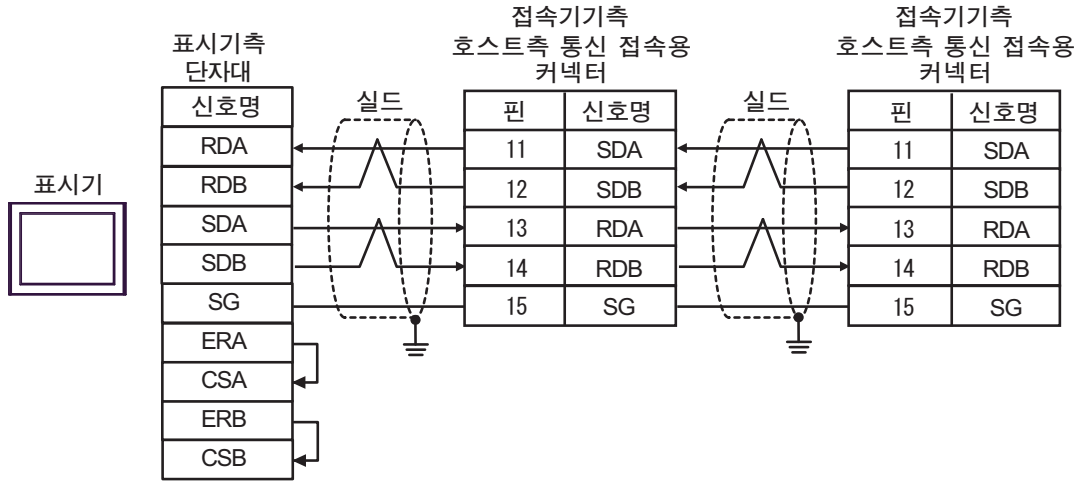 표시기
표시기측
단자대
신호명
RDA
RDB
SDA
SDB
SG
ERA
CSA
ERB
CSB
실드
접속기기측
호스트측 통신 접속용
커넥터
핀 신호명
11 SDA
12 SDB
13 RDA
14 RDB
15 SG
실드
접속기기측
호스트측 통신 접속용
커넥터
핀 신호명
11 SDA
12 SDB
13 RDA
14 RDB
15 SG